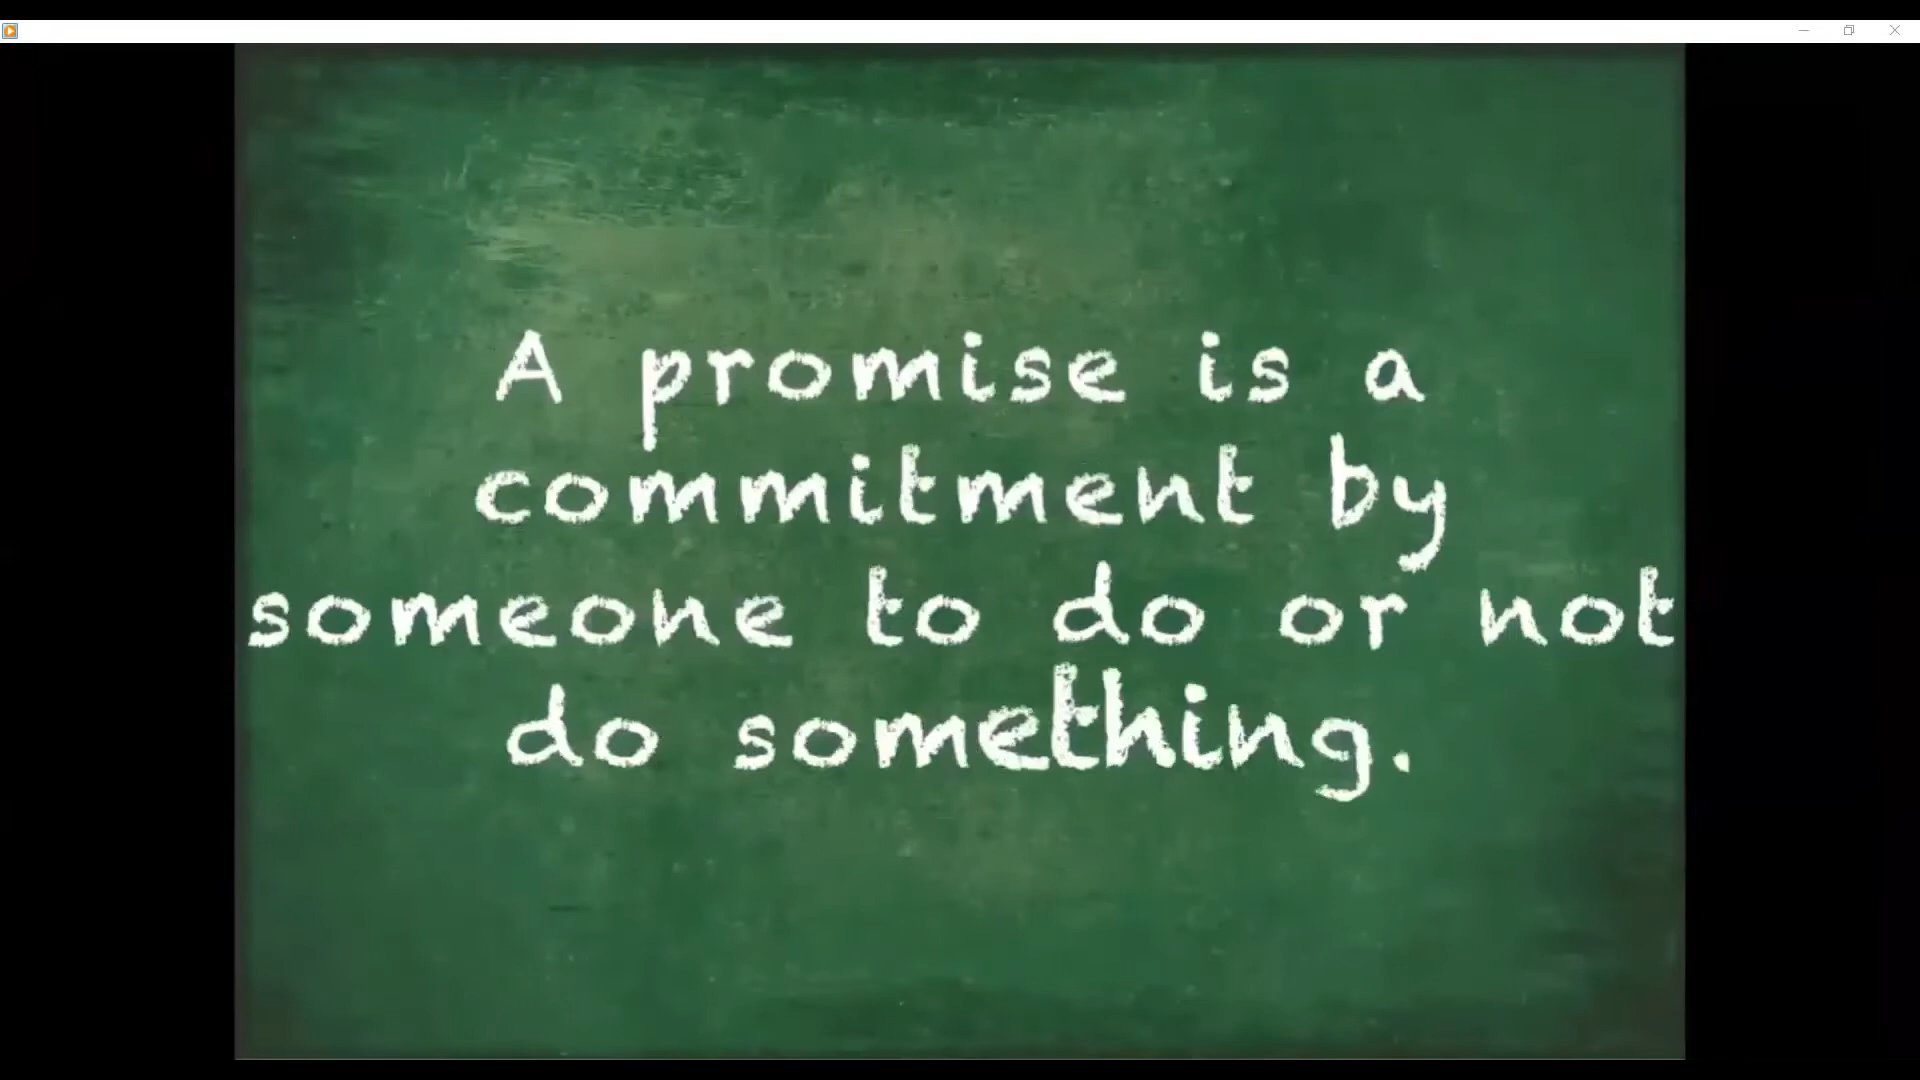 A promise is a
commitment by
someone to do or not
do something.